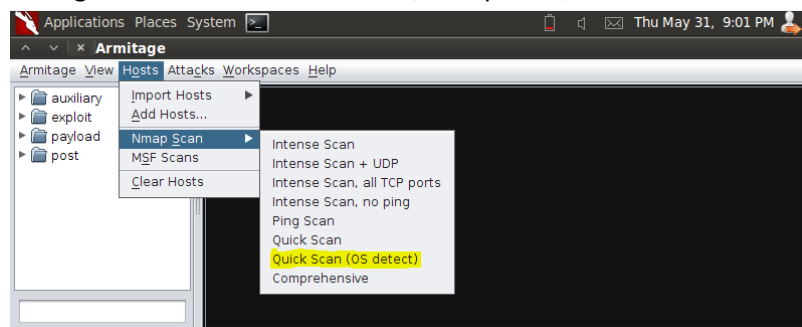 Applications Places System Thu May 31, 9:01 PM
Armitage
Armitage View Hosts Attacks Workspaces Help
auxiliary
exploit
payload
post
Import Hosts
Add Hosts...
Nmap Scan
MSF Scans
Clear Hosts
Intense Scan
Intense Scan + UDP
Intense Scan, all TCP ports
Intense Scan, no ping
Ping Scan
Quick Scan
Quick Scan (OS detect)
Comprehensive